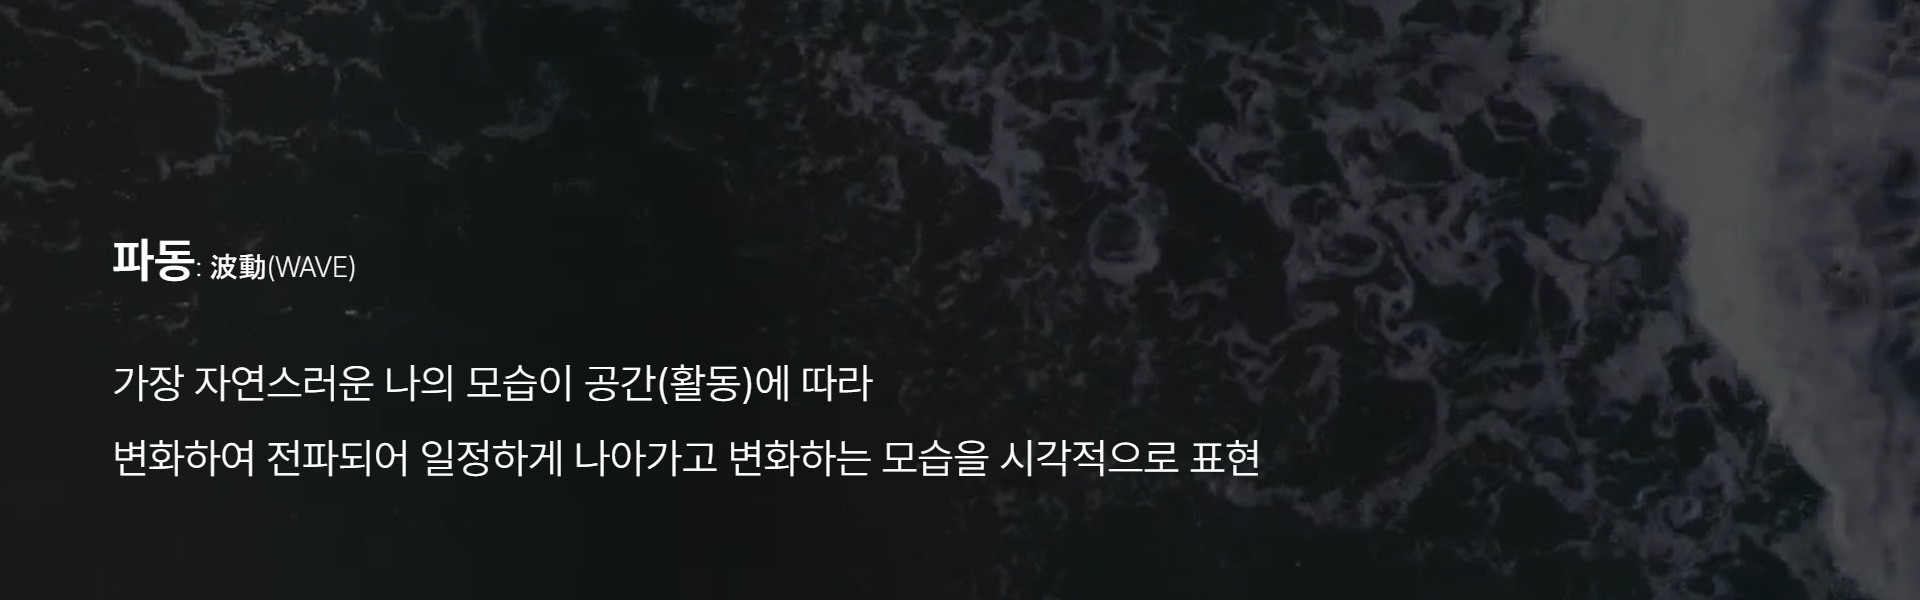 파동: 波動(WAVE)
가장 자연스러운 나의 모습이 공간(활동)에 따라
변화하여 전파되어 일정하게 나아가고 변화하는 모습을 시각적으로 표현